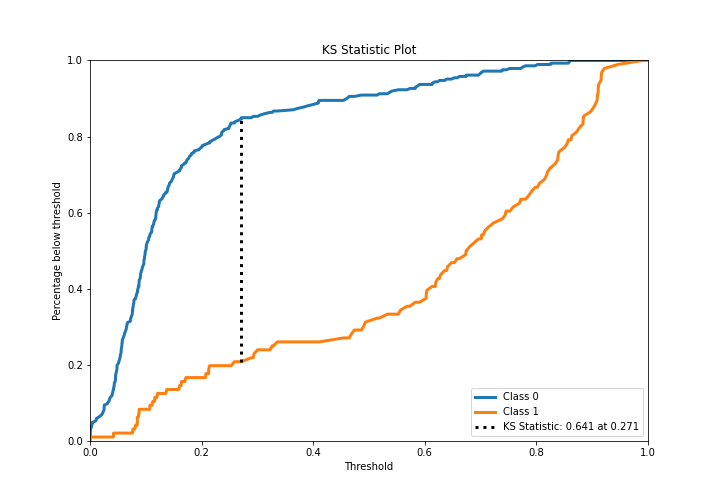 KS Statistic Plot
1.0
0.8
0.6
0.4
0.2
0.0
Percentage below threshold
Class 0
Class 1
KS Statistic: 0.641 at 0.271
0.0 0.2 0.4 0.6 0.8 1.0
Threshold